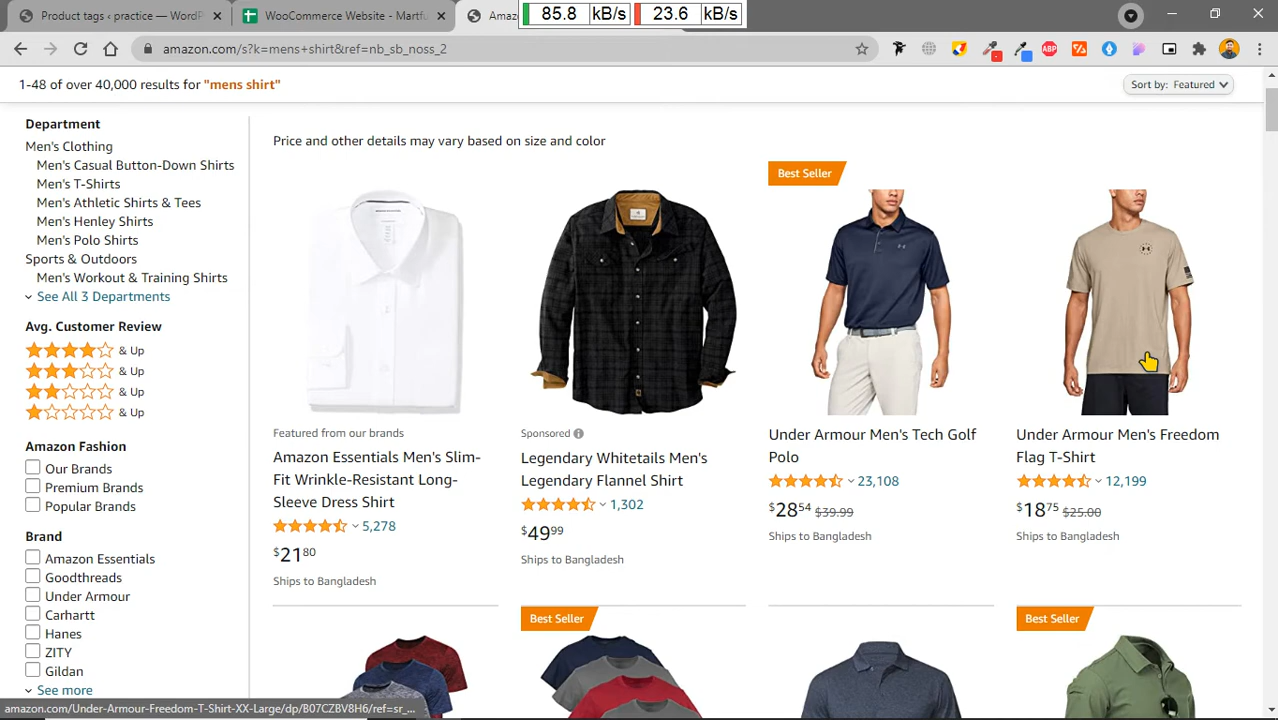 Product tags ‹ practice — WordP
WooCommerce Website - Martfu
Amaz
85.8 kB/s 23.6 kB/s
amazon.com/s?k=mens+shirt&ref=nb_sb_noss_2
ABP
1-48 of over 40,000 results for "mens shirt"
Sort by: Featured
Department
Men's Clothing
Men's Casual Button-Down Shirts
Men's T-Shirts
Men's Athletic Shirts & Tees
Men's Henley Shirts
Men's Polo Shirts
Sports & Outdoors
Men's Workout & Training Shirts
See All 3 Departments
Avg. Customer Review
& Up
& Up
& Up
& Up
Amazon Fashion
Our Brands
Premium Brands
Popular Brands
Brand
Amazon Essentials
Goodthreads
Under Armour
Carhartt
Hanes
ZITY
Gildan
See more
Price and other details may vary based on size and color
Featured from our brands
Amazon Essentials Men's Slim-
Fit Wrinkle-Resistant Long-
Sleeve Dress Shirt
5,278
$21 80
Ships to Bangladesh
Sponsored
Legendary Whitetails Men's
Legendary Flannel Shirt
1,302
$49 99
Ships to Bangladesh
Best Seller
Under Armour Men's Tech Golf
Polo
23,108
$28 54 $39.99
Ships to Bangladesh
Under Armour Men's Freedom
Flag T-Shirt
12,199
$18 75 $25.00
Ships to Bangladesh
Best Seller
Best Seller
amazon.com/Under-Armour-Freedom-T-Shirt-XX-Large/dp/B07CZBV8H6/ref=sr_...